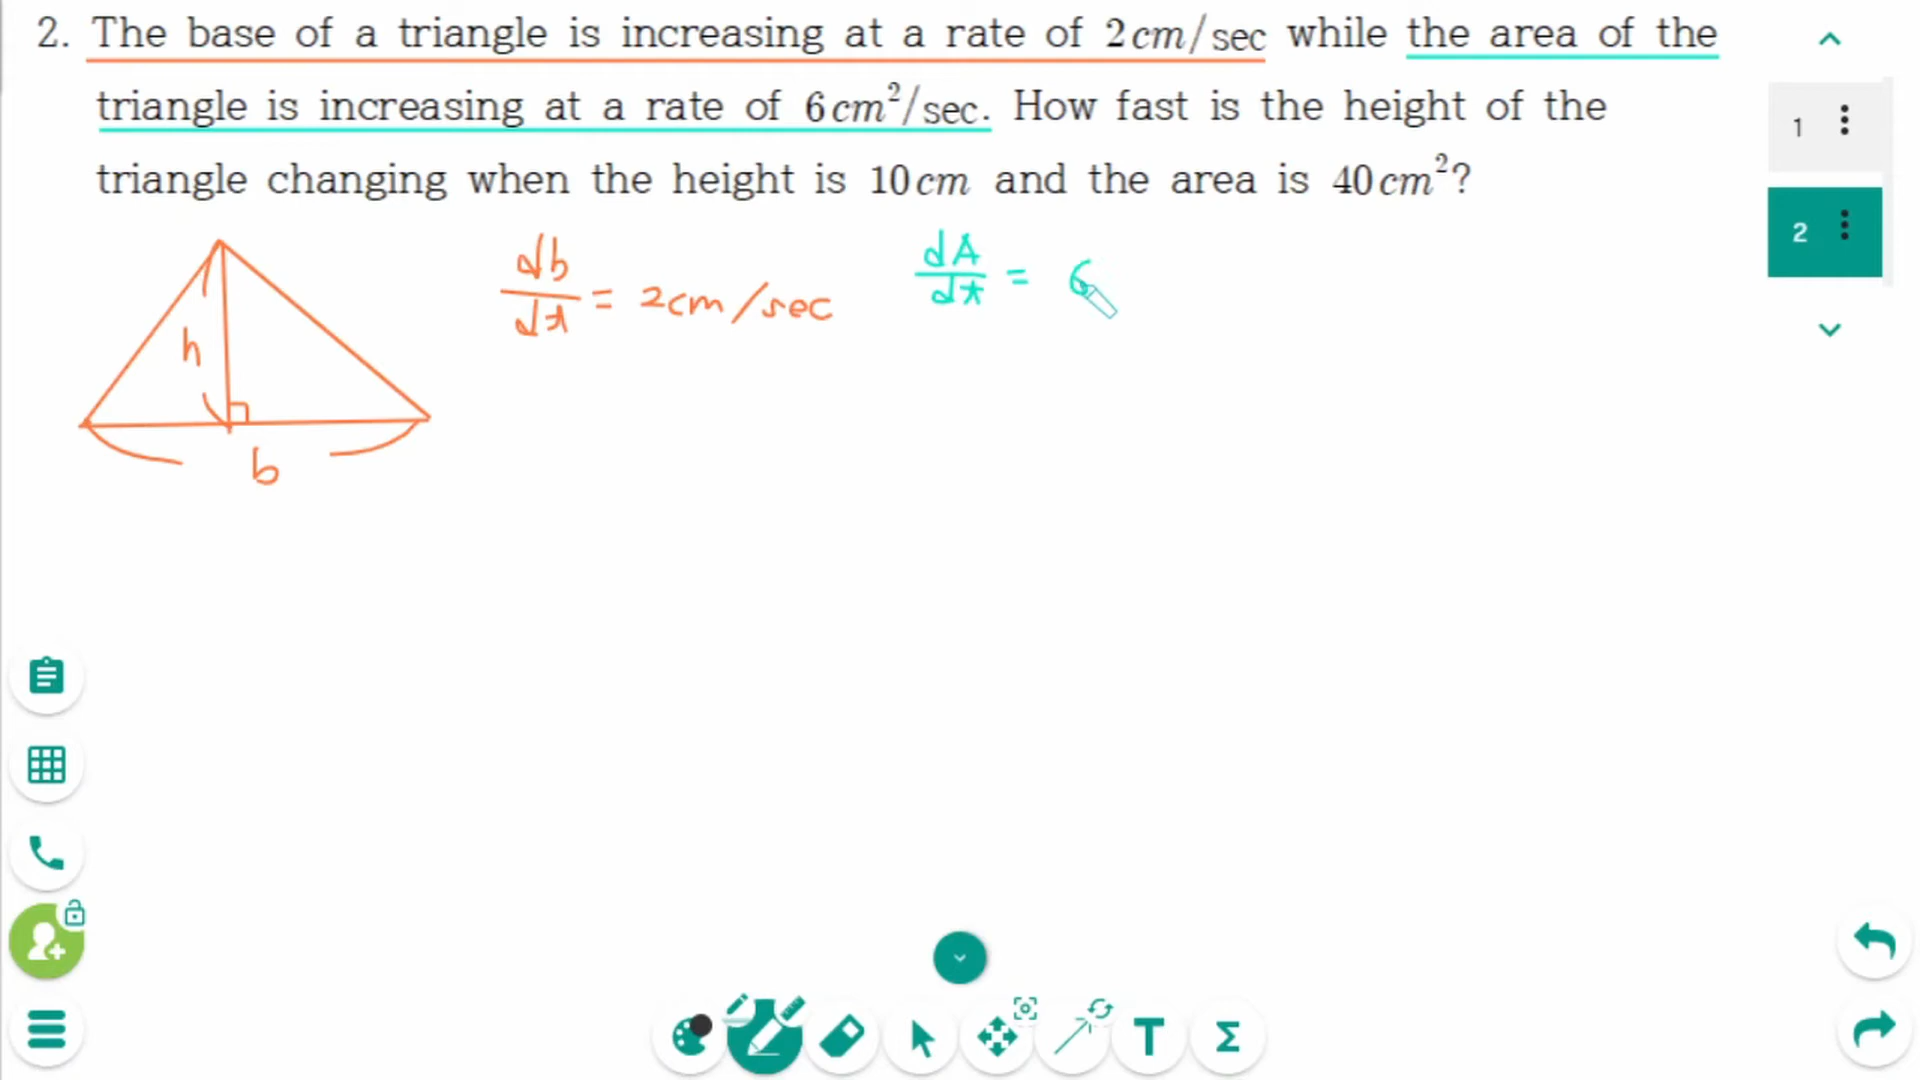 2. The base of a triangle is increasing at a rate of 2cm/sec while the area of the
triangle is increasing at a rate of 6cm²/sec. How fast is the height of the
triangle changing when the height is 10cm and the area is 40cm²?
db/dt = 2cm/sec
dA/dt = 6
h
b
1
2
T
Σ